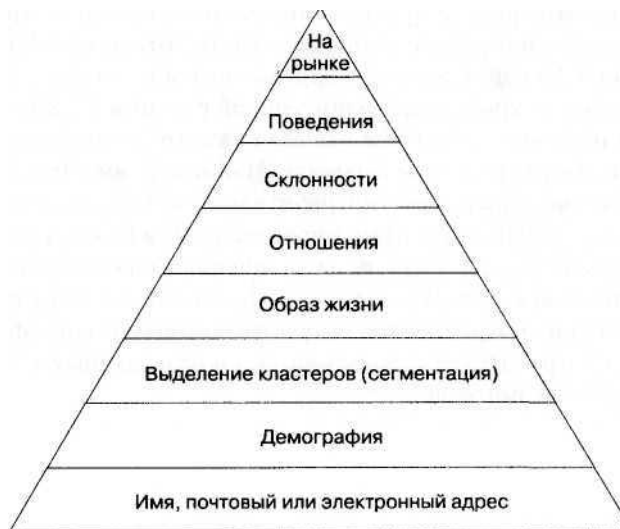 На
рынке
Поведения
Склонности
Отношения
Образ жизни
Выделение кластеров (сегментация)
Демография
Имя, почтовый или электронный адрес